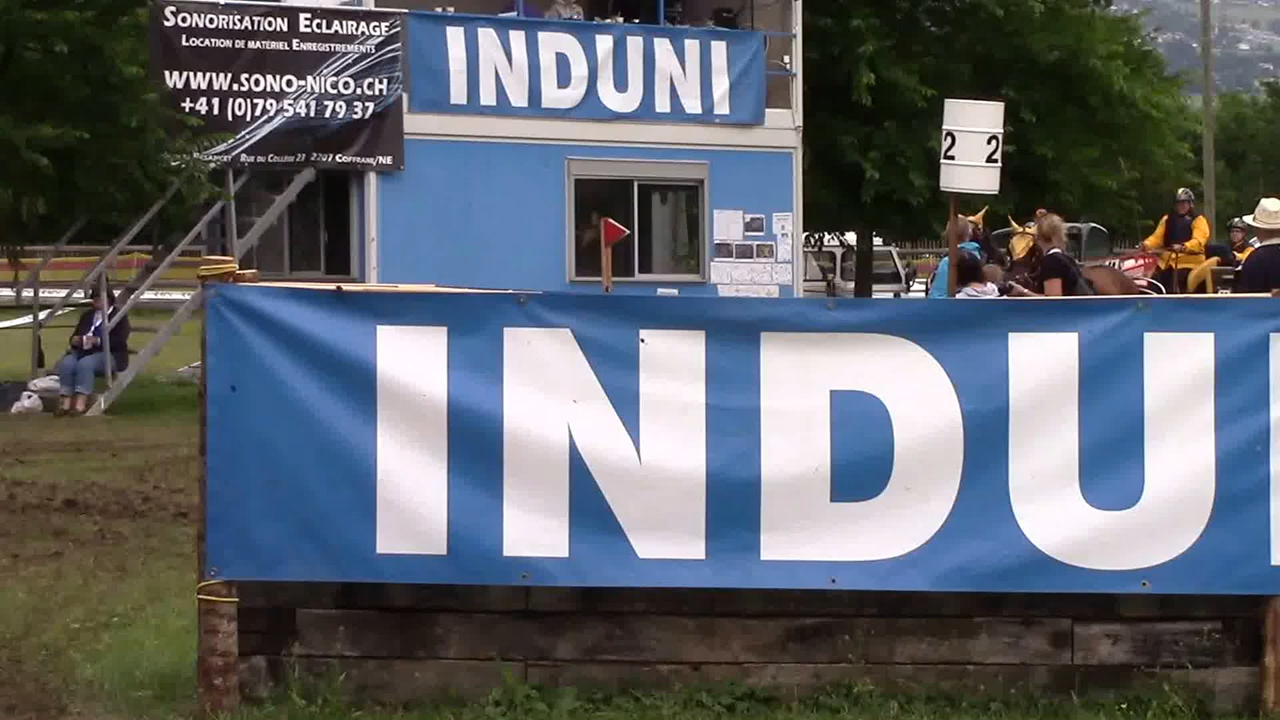 Sonorisation Eclairage
Location de matériel Enregistrements
www.sono-nico.ch
+41 (0)79 541 79 37
Rue du Collège 27 2207 Coffrane/NE
INDUNI
2 2
INDU